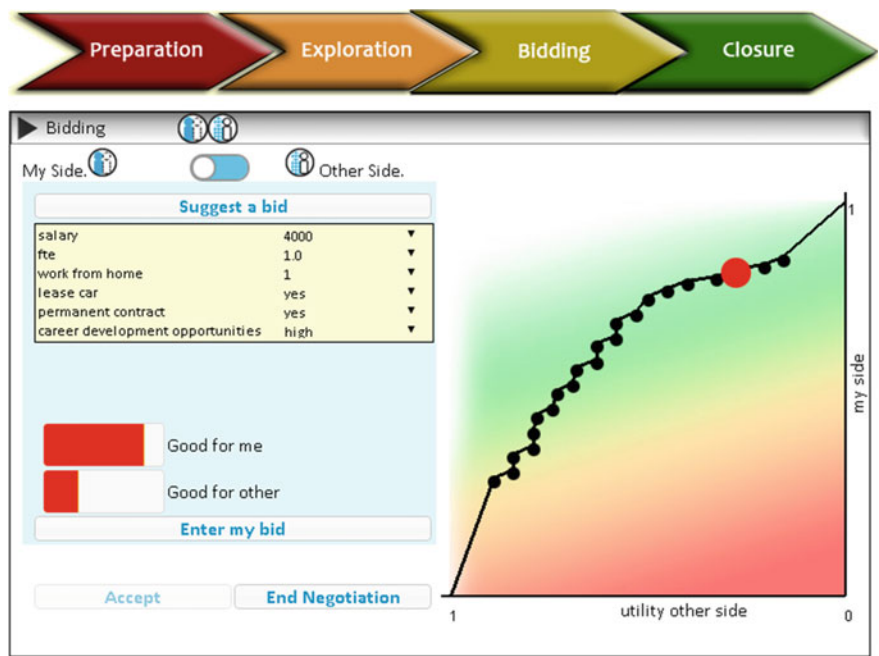 Preparation
Exploration
Bidding
Closure
Bidding
My Side.
Other Side.
Suggest a bid
salary 4000
fte 1.0
work from home 1
lease car yes
permanent contract yes
career development opportunities high
Good for me
Good for other
Enter my bid
Accept
End Negotiation
1
my side
1
utility other side
0